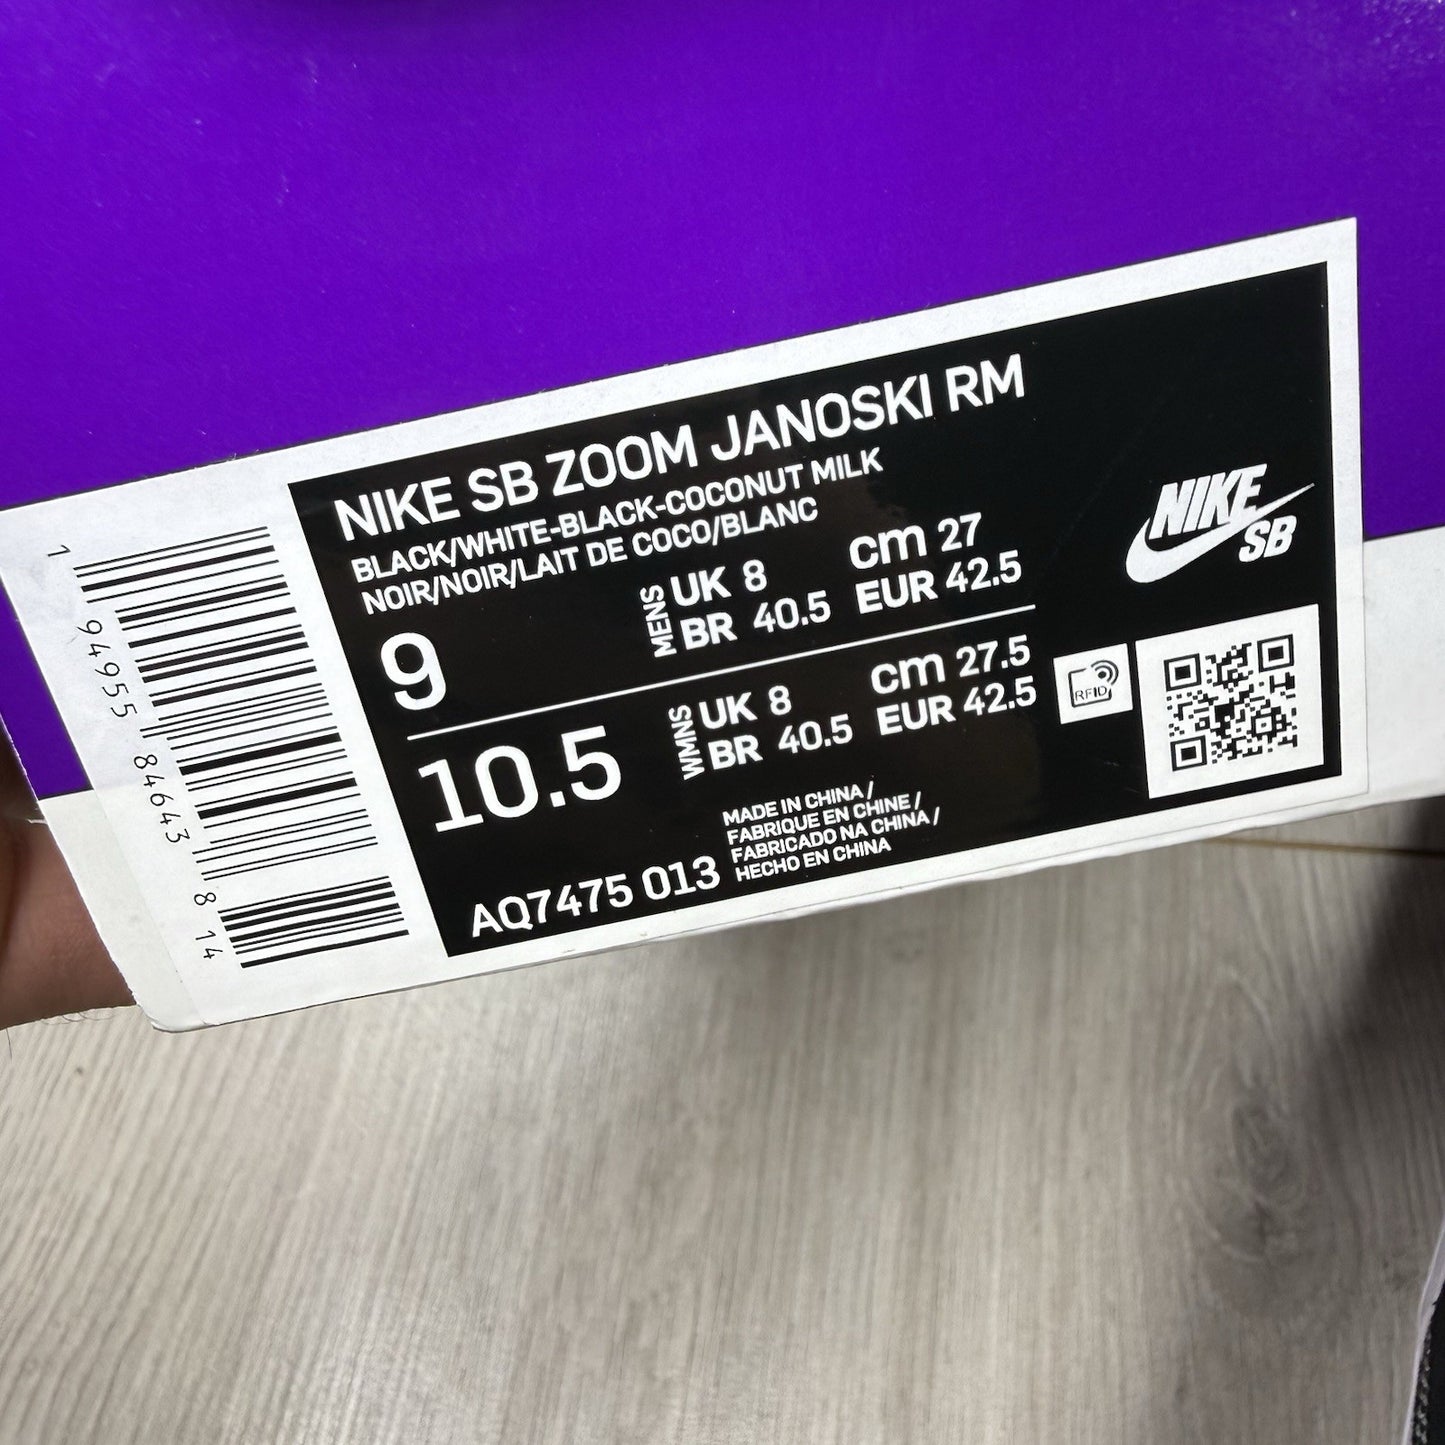 NIKE SB ZOOM JANOSKI RM
BLACK/WHITE-BLACK-COCONUT MILK
NOIR/NOIR/LAIT DE COCO/BLANC
9
MENS
UK 8 cm 27
BR 40.5 EUR 42.5
10.5
WMNS
UK 8 cm 27.5
BR 40.5 EUR 42.5
MADE IN CHINA /
FABRIQUE EN CHINE /
FABRICADO NA CHINA /
HECHO EN CHINA
AQ7475 013
NIKE
SB
RFID
1 94955 84643 8 14